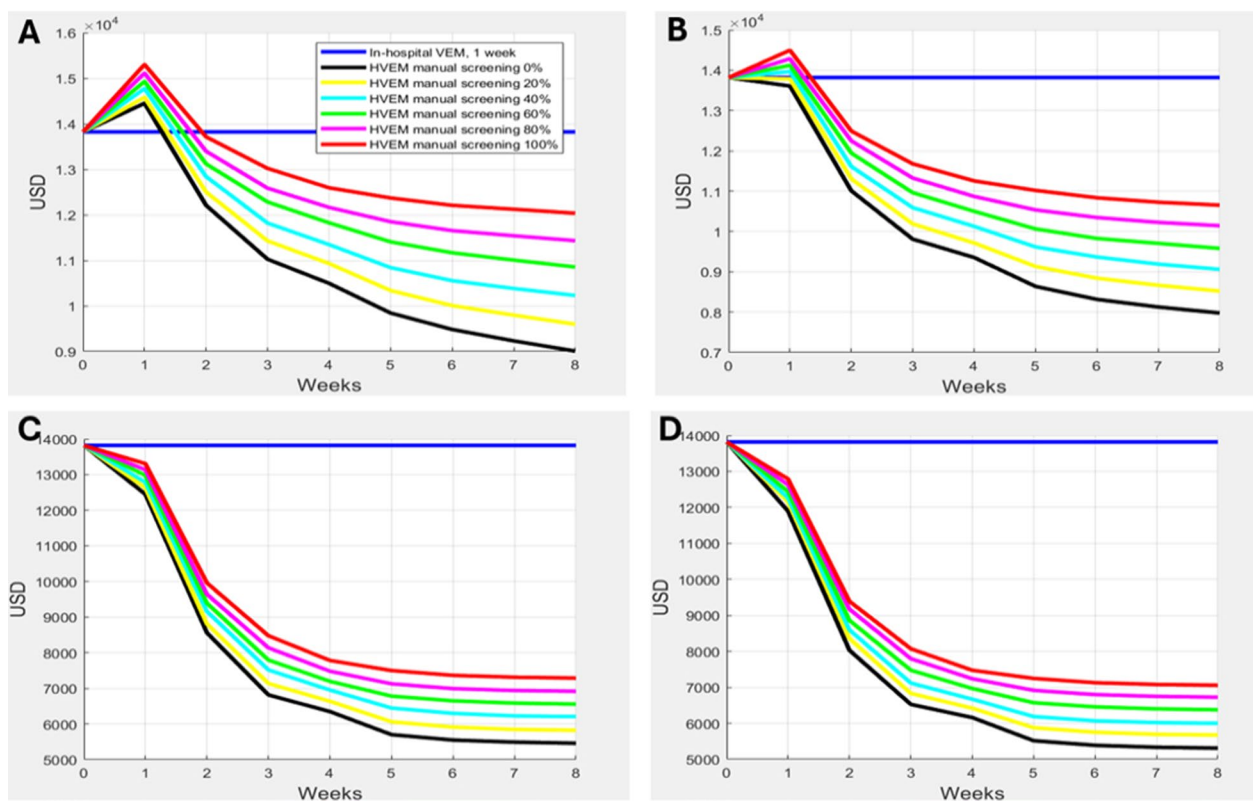 A
×10⁴
1.6
1.5
1.4
1.3
1.2
1.1
1
0.9
USD
0 1 2 3 4 5 6 7 8
Weeks
In-hospital VEM, 1 week
HVEM manual screening 0%
HVEM manual screening 20%
HVEM manual screening 40%
HVEM manual screening 60%
HVEM manual screening 80%
HVEM manual screening 100%
B
×10⁴
1.5
1.4
1.3
1.2
1.1
1
0.9
0.8
0.7
USD
0 1 2 3 4 5 6 7 8
Weeks
C
14000
13000
12000
11000
10000
9000
8000
7000
6000
5000
USD
0 1 2 3 4 5 6 7 8
Weeks
D
14000
13000
12000
11000
10000
9000
8000
7000
6000
5000
USD
0 1 2 3 4 5 6 7 8
Weeks